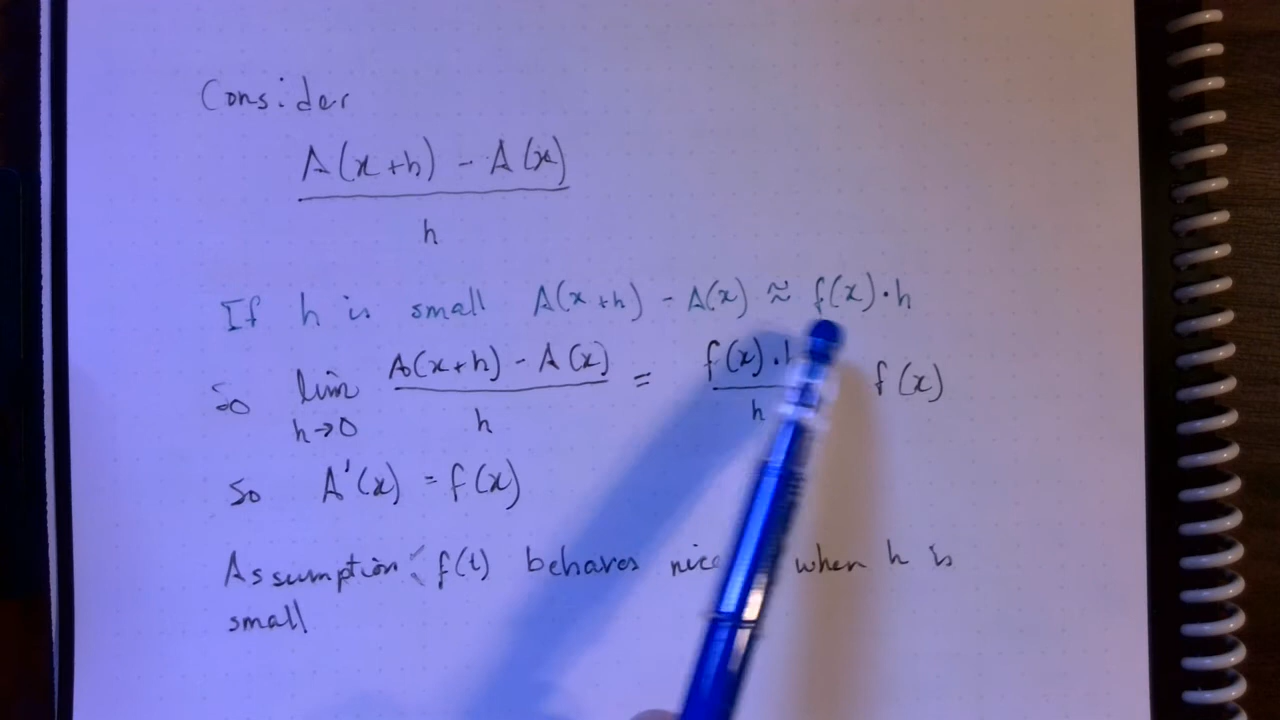 Consider
A(x+h) - A(x)
h
If h is small A(x+h) - A(x) ≈ f(x)·h
So lim A(x+h) - A(x) = f(x)· f(x)
h→0 h h
So A'(x) = f(x)
Assumption: f(t) behaves when h is
small